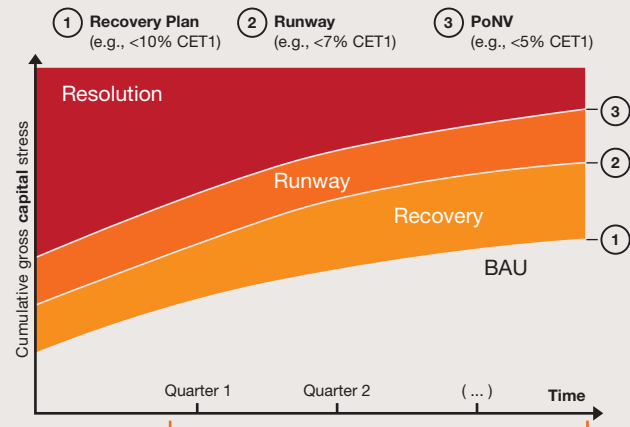 1 Recovery Plan
(e.g., <10% CET1)
2 Runway
(e.g., <7% CET1)
3 PoNV
(e.g., <5% CET1)
Cumulative gross capital stress
Resolution
Runway
Recovery
BAU
3
2
1
Quarter 1
Quarter 2
( ... )
Time